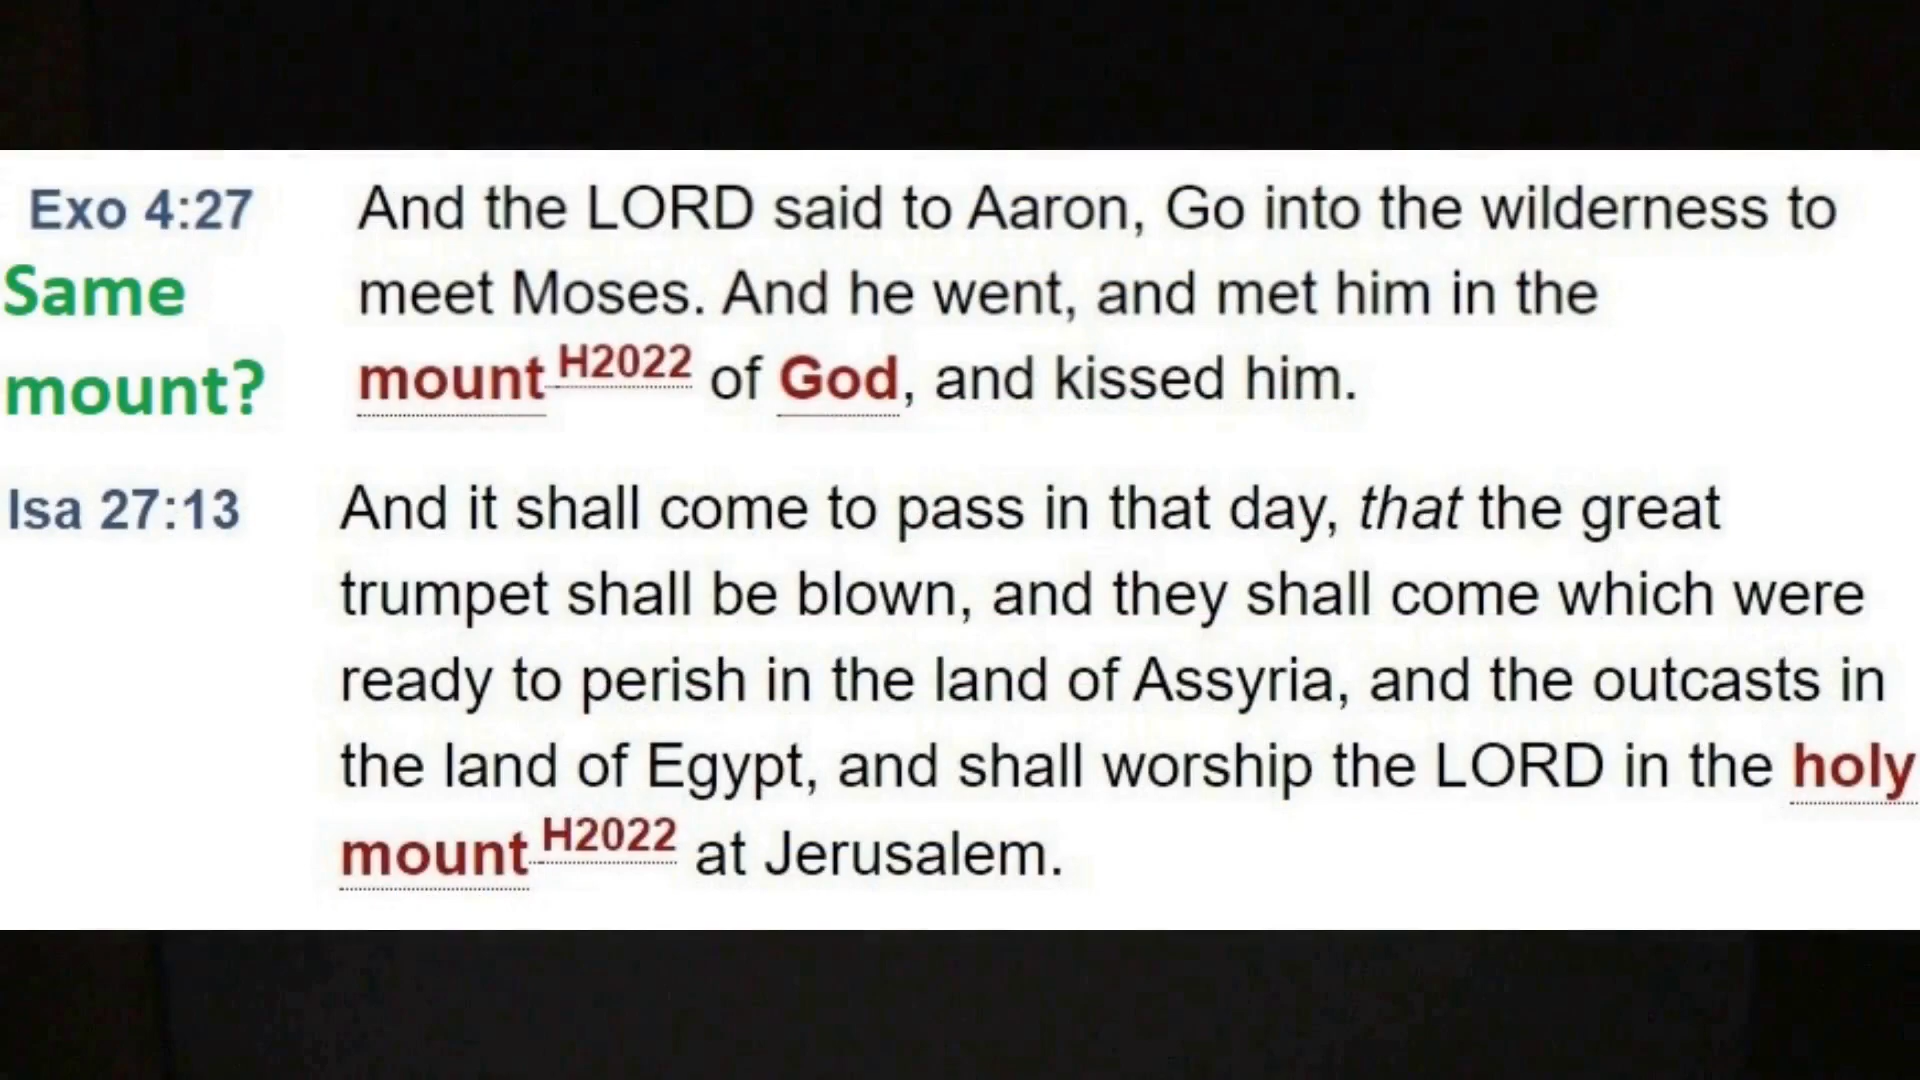 Exo 4:27 And the LORD said to Aaron, Go into the wilderness to
Same meet Moses. And he went, and met him in the
mount? mount H2022 of God, and kissed him.
Isa 27:13 And it shall come to pass in that day, that the great
trumpet shall be blown, and they shall come which were
ready to perish in the land of Assyria, and the outcasts in
the land of Egypt, and shall worship the LORD in the holy
mount H2022 at Jerusalem.